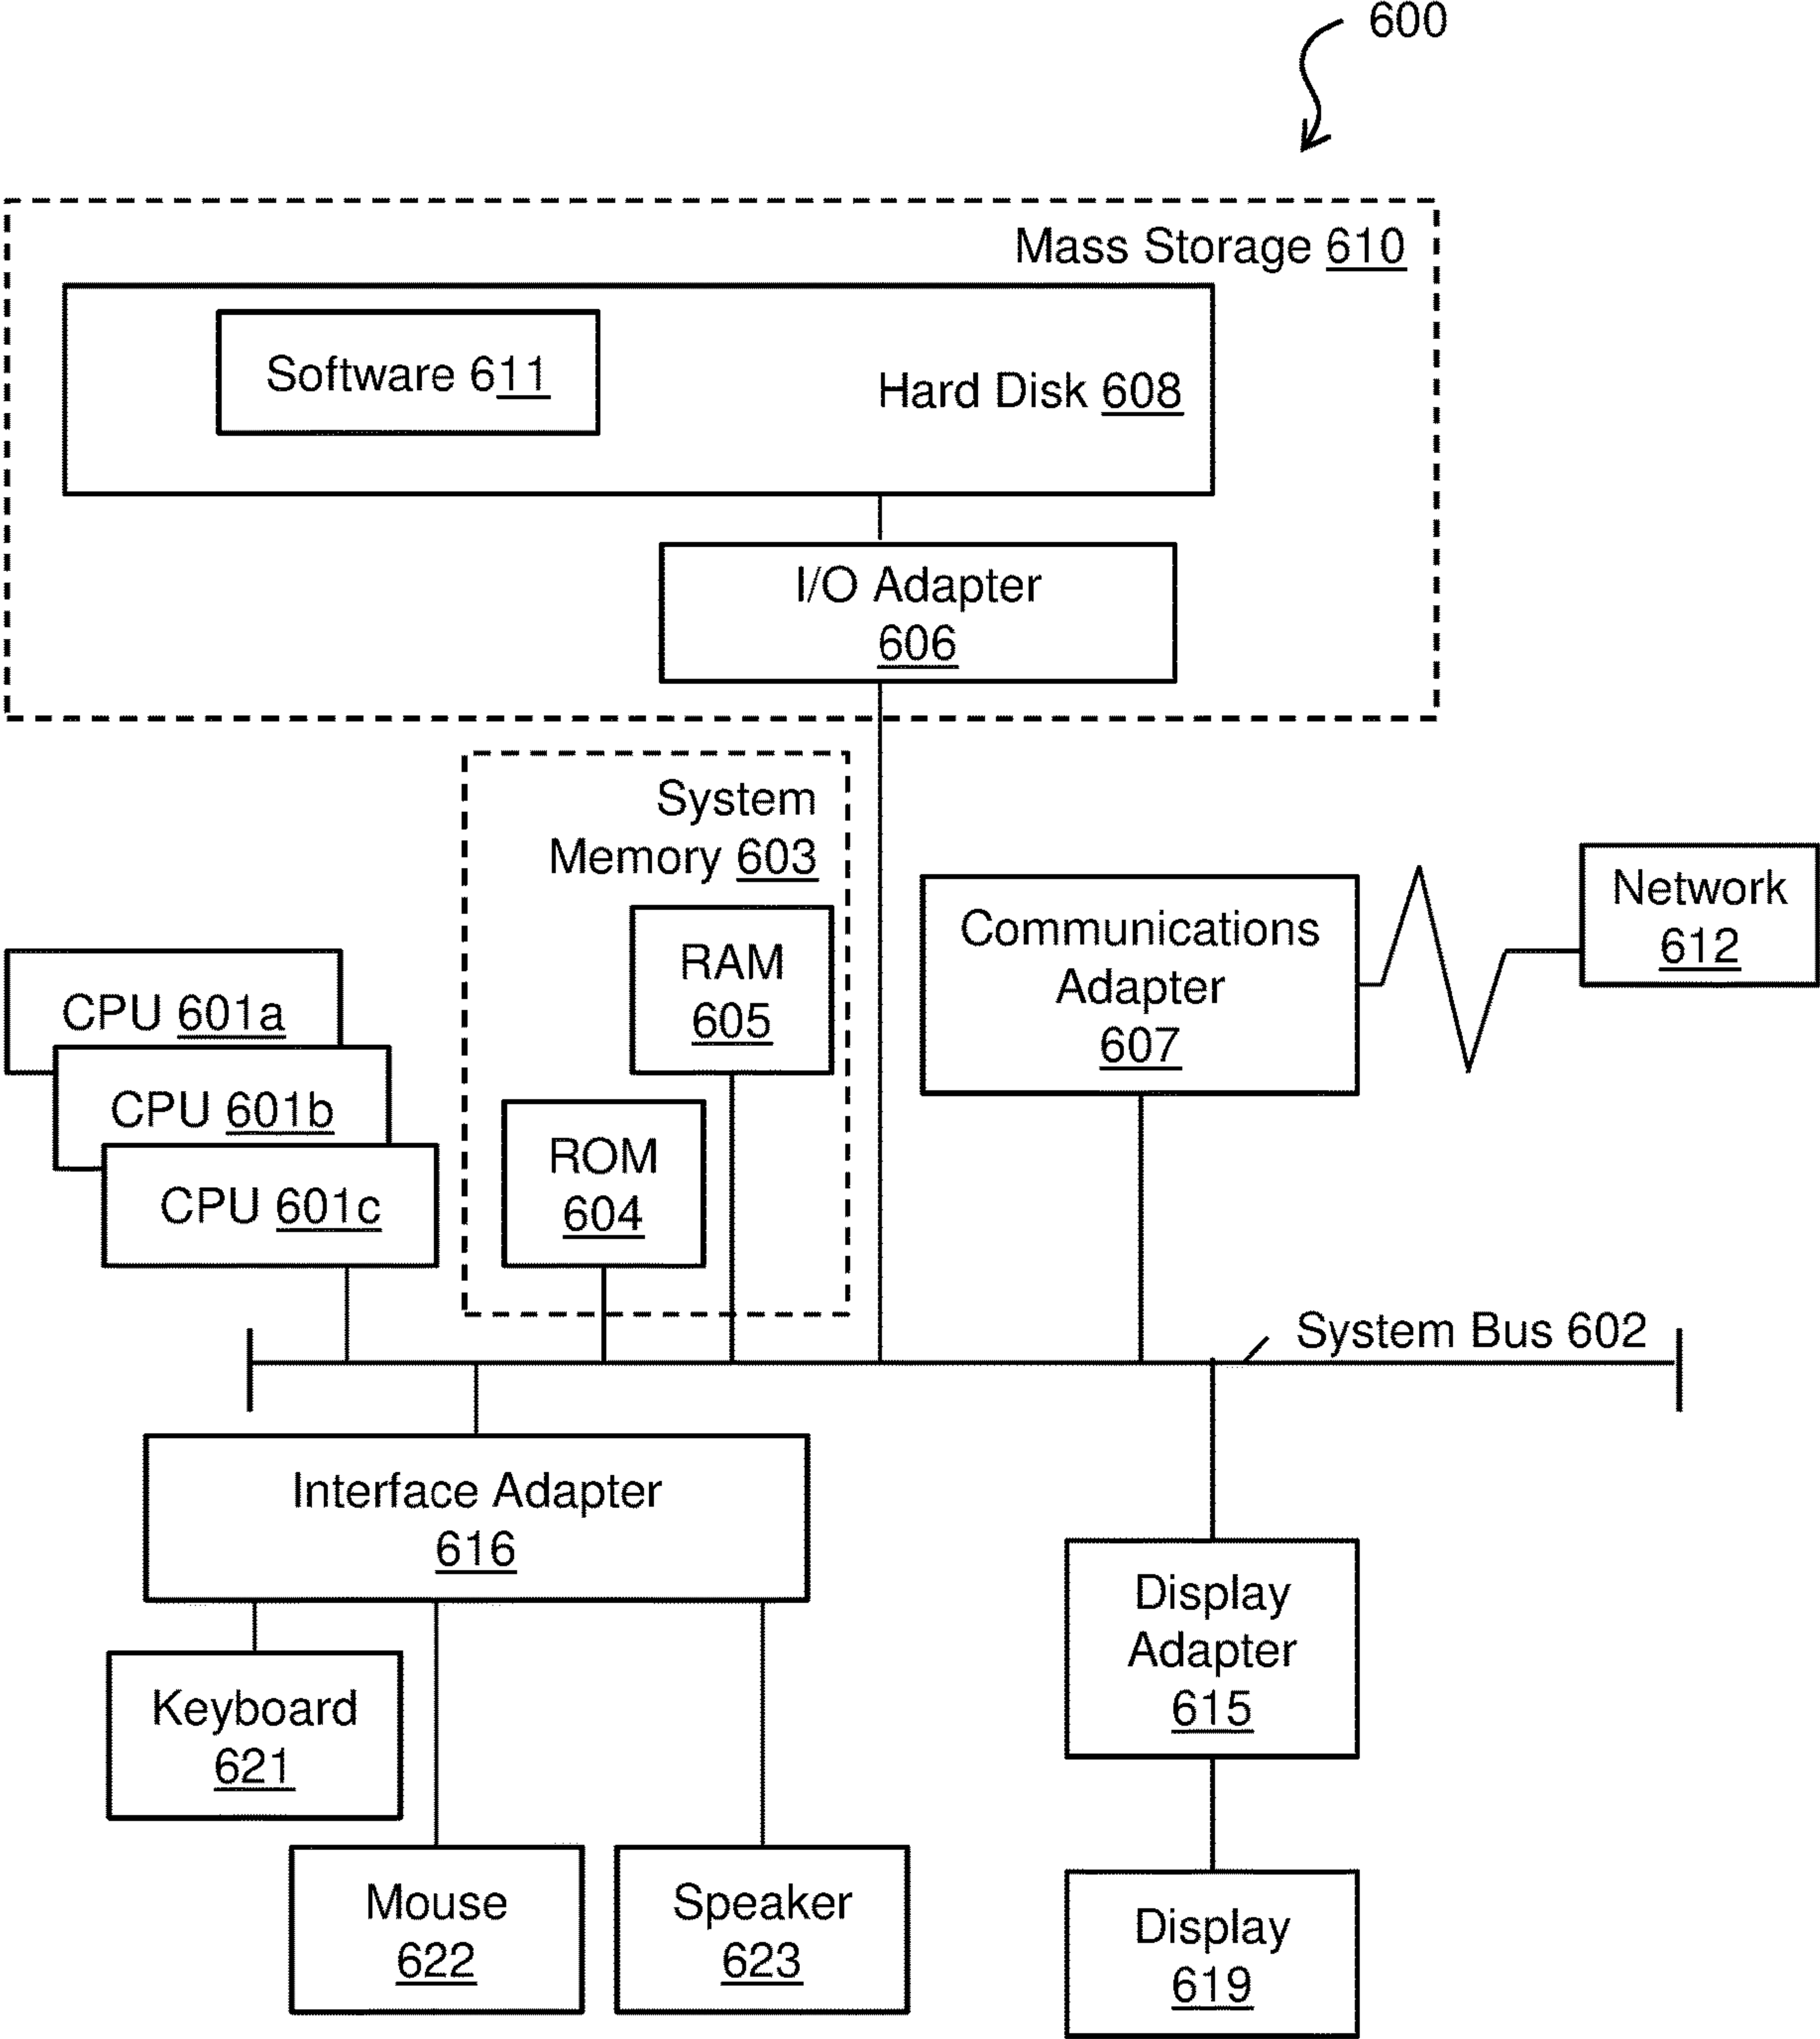 600
Mass Storage 610
Software 611
Hard Disk 608
I/O Adapter
606
System
Memory 603
RAM
605
ROM
604
Communications
Adapter
607
Network
612
CPU 601a
CPU 601b
CPU 601c
System Bus 602
Interface Adapter
616
Display
Adapter
615
Keyboard
621
Mouse
622
Speaker
623
Display
619